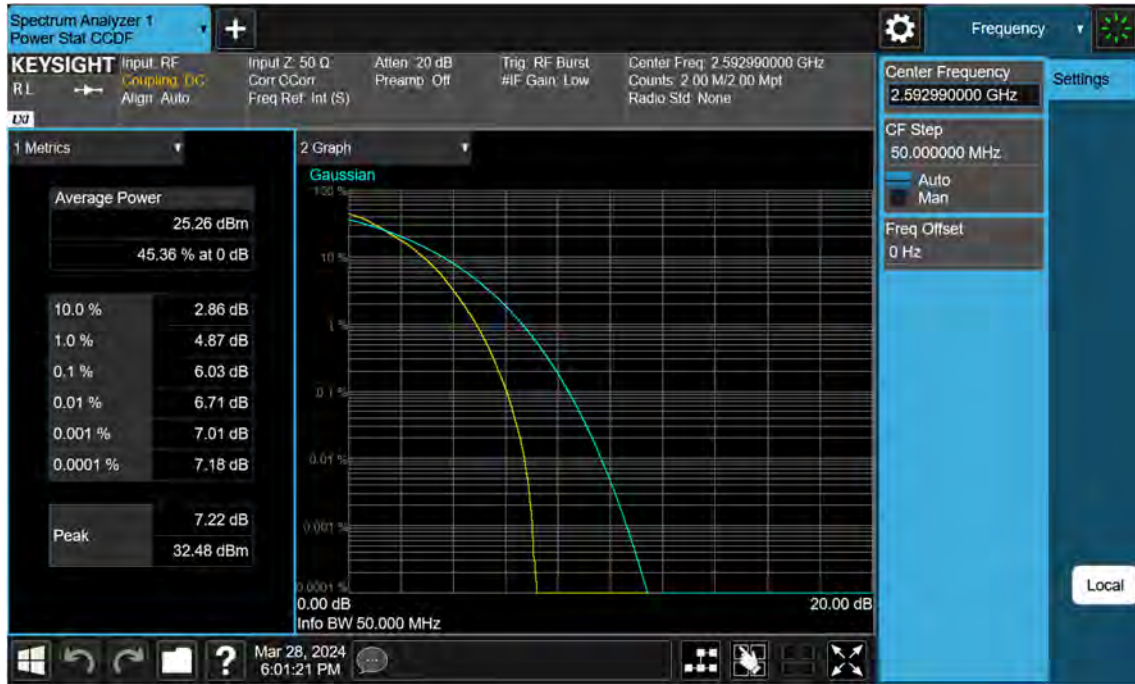 Spectrum Analyzer 1
Power Stat CCDF
Frequency
KEYSIGHT
RL
LXI
Input: RF
Coupling: DC
Align: Auto
Input Z: 50 Ω
Corr CCorr
Freq Ref: Int (S)
Atten: 20 dB
Preamp: Off
Trig: RF Burst
#IF Gain: Low
Center Freq: 2.592990000 GHz
Counts: 2.00 M/2.00 Mpt
Radio Std: None
Center Frequency
2.592990000 GHz
Settings
CF Step
50.000000 MHz
Auto
Man
Freq Offset
0 Hz
1 Metrics
Average Power
25.26 dBm
45.36 % at 0 dB
10.0 % 2.86 dB
1.0 % 4.87 dB
0.1 % 6.03 dB
0.01 % 6.71 dB
0.001 % 7.01 dB
0.0001 % 7.18 dB
Peak
7.22 dB
32.48 dBm
2 Graph
Gaussian
100 %
10 %
1 %
0.1 %
0.01 %
0.001 %
0.0001 %
0.00 dB 20.00 dB
Info BW 50.000 MHz
Local
?
Mar 28, 2024
6:01:21 PM